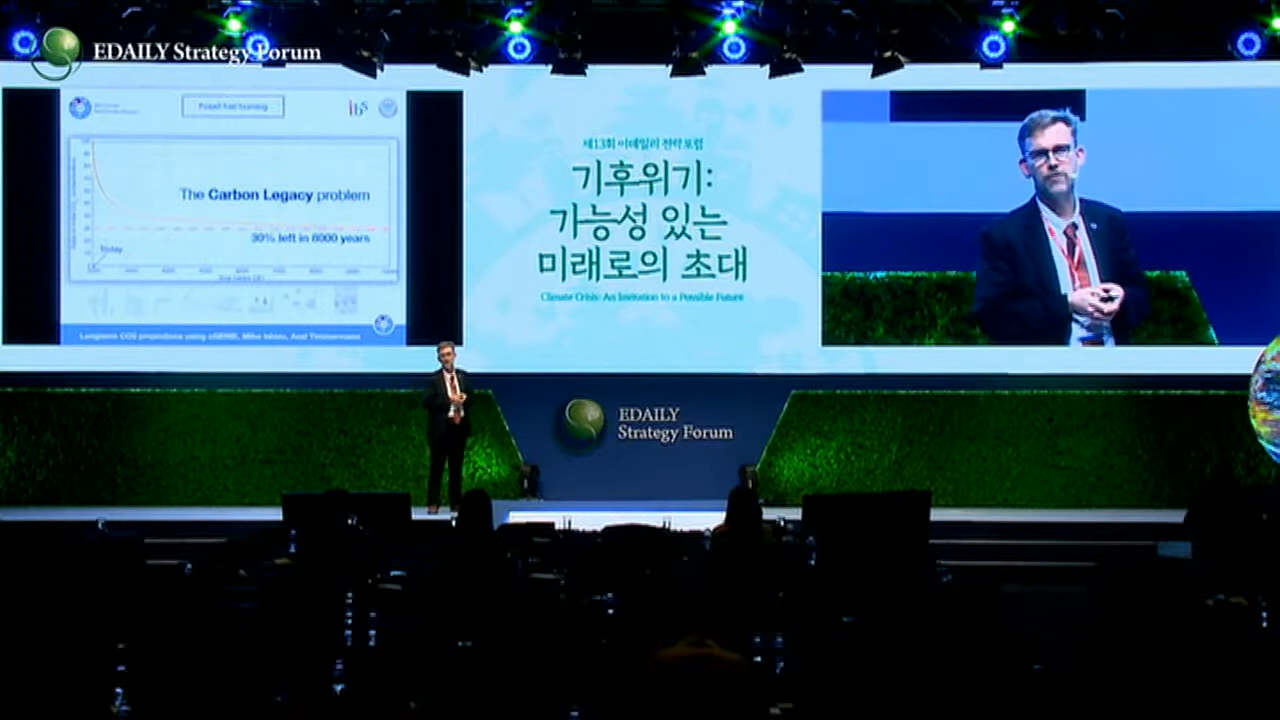 EDAILY Strategy Forum
Fossil fuel burning
ibs
The Carbon Legacy problem
30% left in 8000 years
Today
Longterm CO2 projections using cGENIE, Mike Ishizu, Axel Timmermann
제13회 이데일리 전략포럼
기후위기:
가능성 있는
미래로의 초대
Climate Crisis: An Invitation to a Possible Future
EDAILY
Strategy Forum